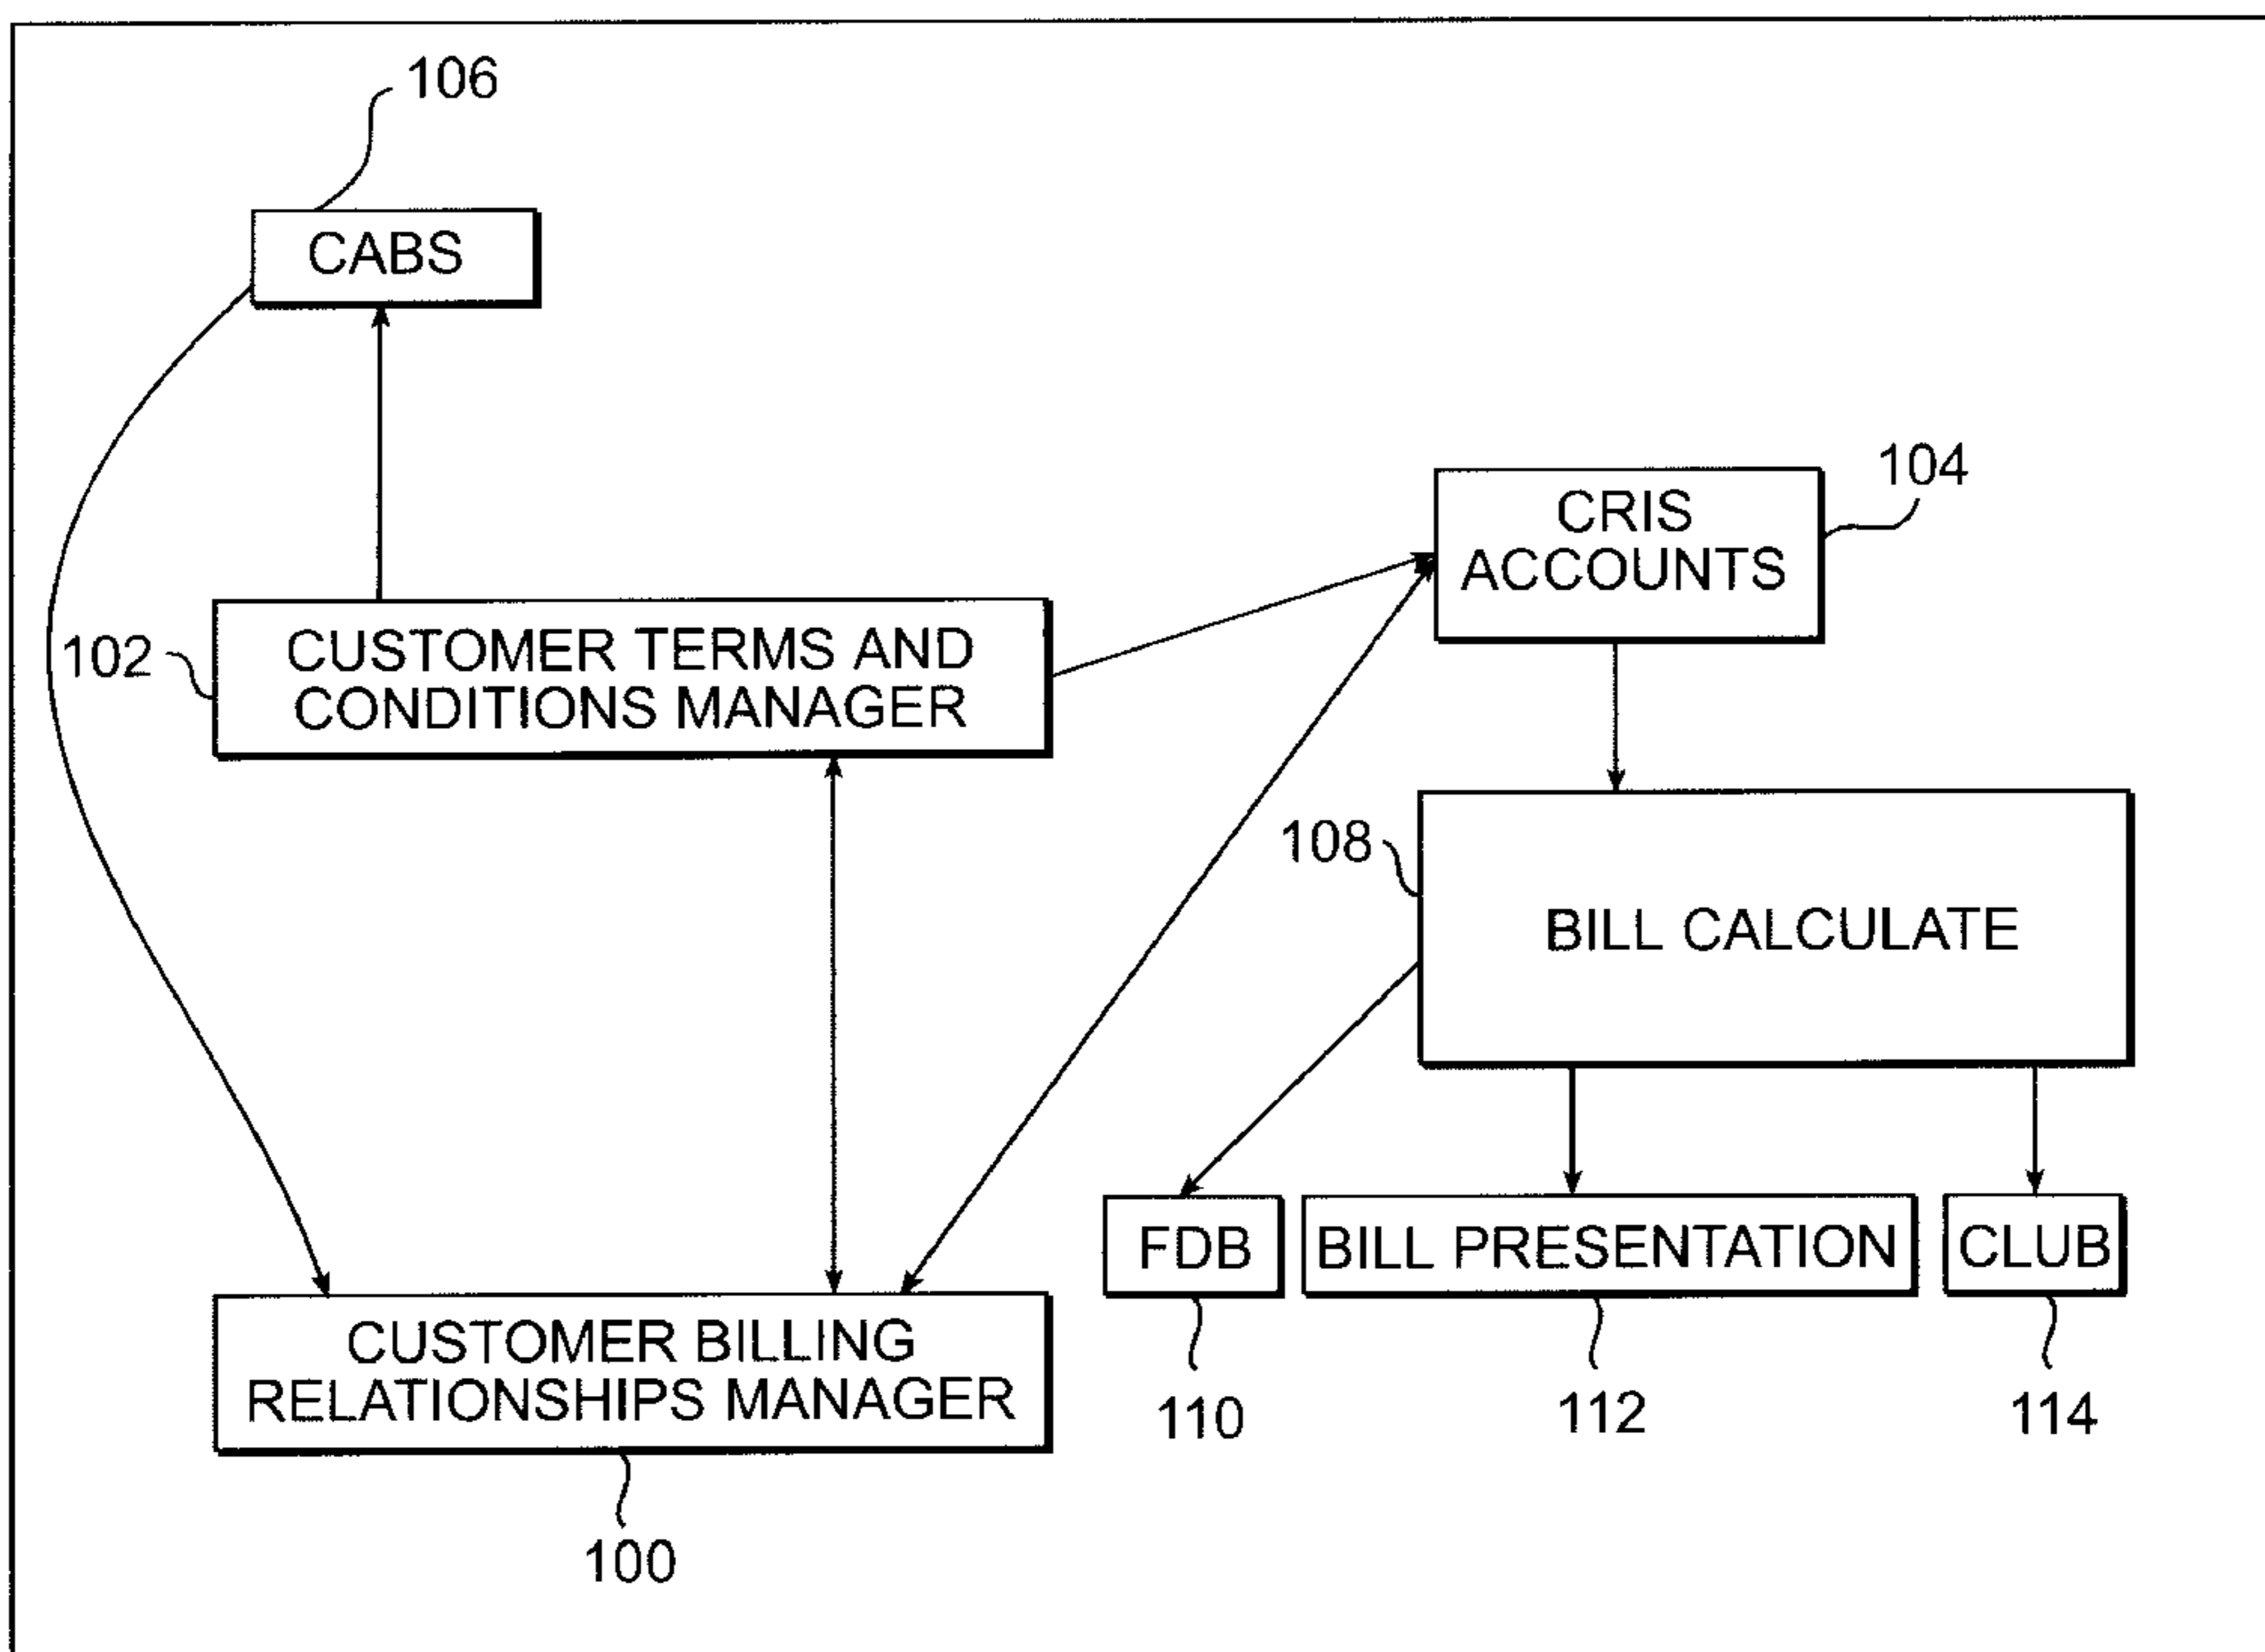 106
CABS
104
CRIS
ACCOUNTS
102
CUSTOMER TERMS AND
CONDITIONS MANAGER
108
BILL CALCULATE
FDB
BILL PRESENTATION
CLUB
CUSTOMER BILLING
RELATIONSHIPS MANAGER
110
112
114
100